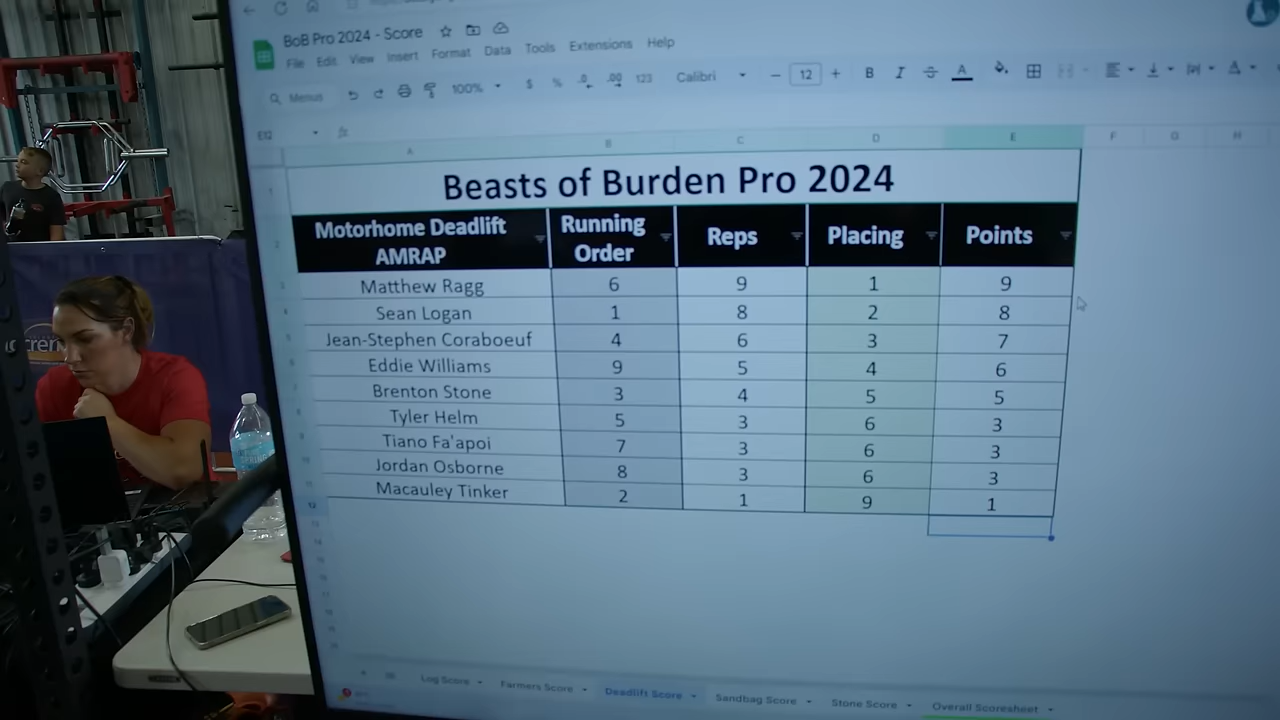 BoB Pro 2024 - Score
File Edit View Insert Format Data Tools Extensions Help
Menus 100% $ % .0 .00 123 Calibri 12 B I A
E12 fx
A B C D E F G H
Beasts of Burden Pro 2024
Motorhome Deadlift AMRAP Running Order Reps Placing Points
Matthew Ragg 6 9 1 9
Sean Logan 1 8 2 8
Jean-Stephen Coraboeuf 4 6 3 7
Eddie Williams 9 5 4 6
Brenton Stone 3 4 5 5
Tyler Helm 5 3 6 3
Tiano Fa'apoi 7 3 6 3
Jordan Osborne 8 3 6 3
Macauley Tinker 2 1 9 1
Log Score Farmers Score Deadlift Score Sandbag Score Stone Score Overall Scoresheet